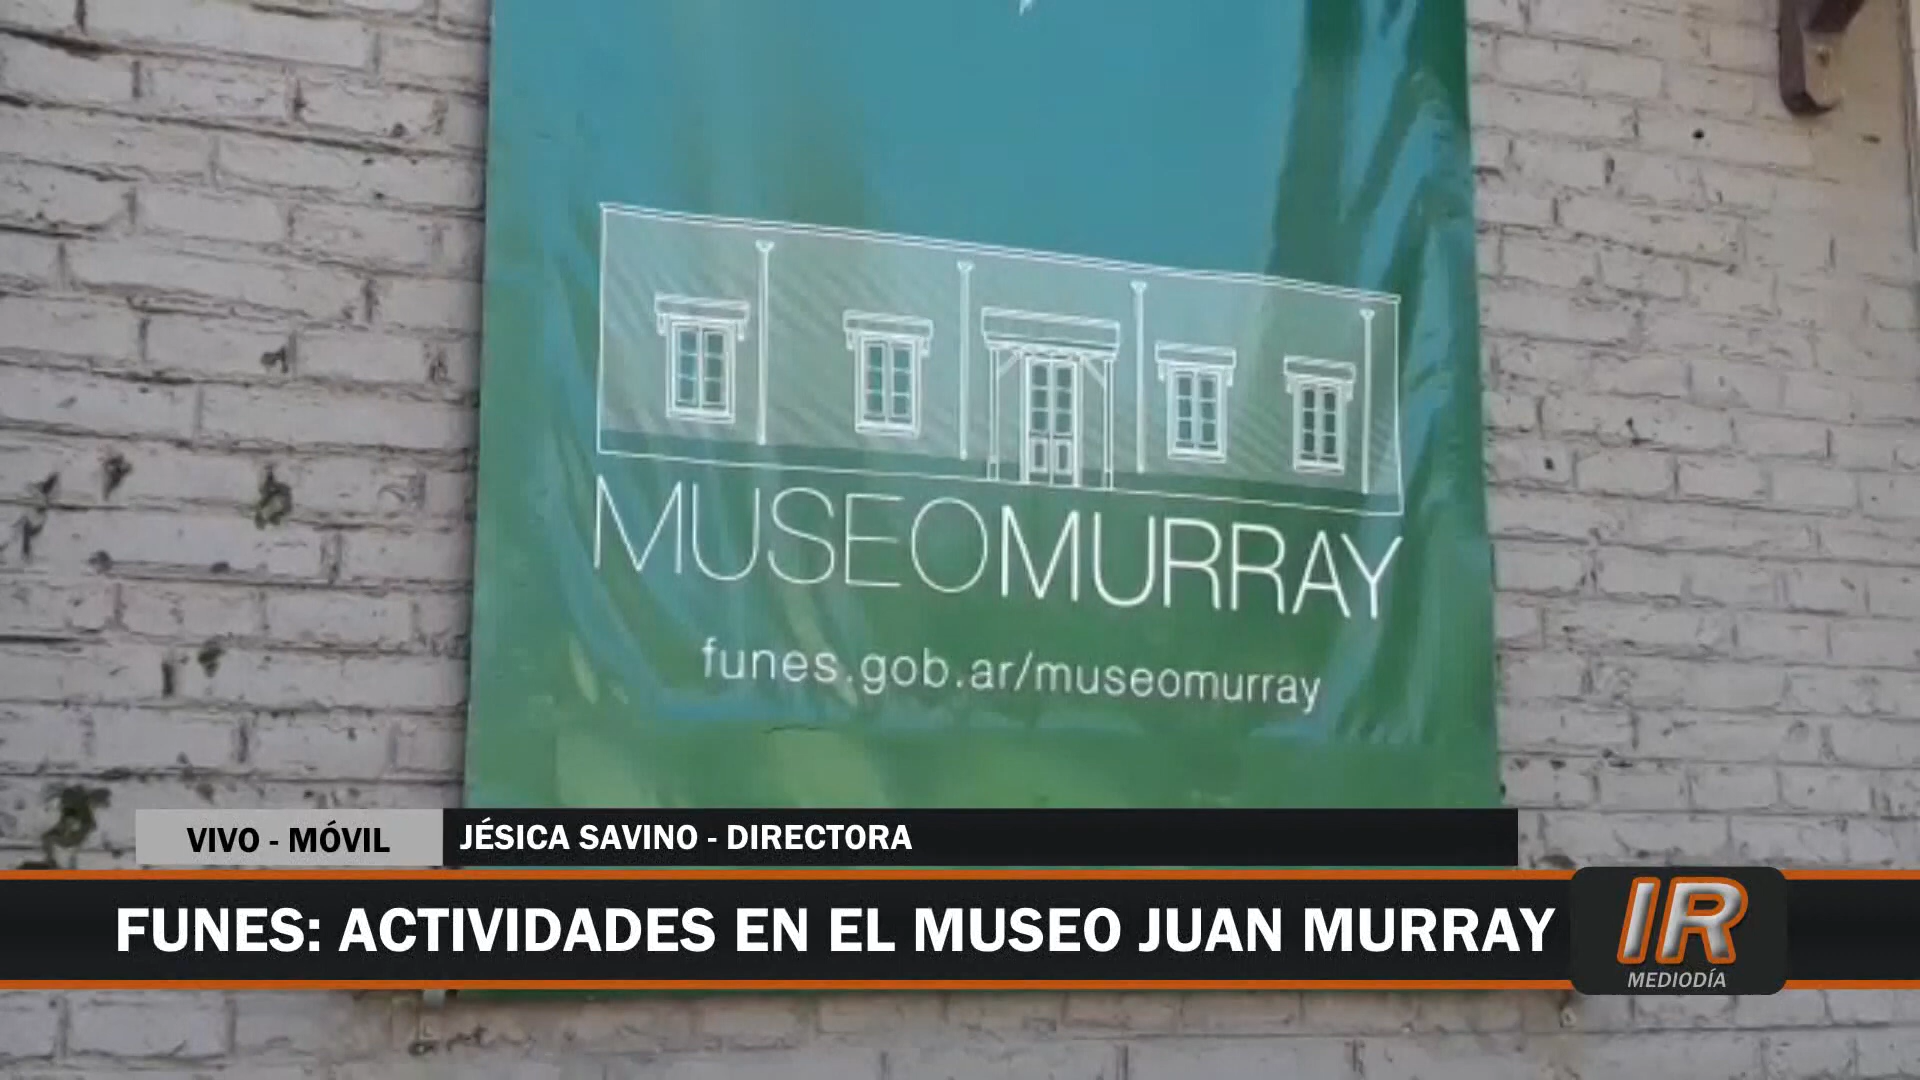 MUSEOMURRAY
funes.gob.ar/museomurray
VIVO - MÓVIL
JÉSICA SAVINO - DIRECTORA
FUNES: ACTIVIDADES EN EL MUSEO JUAN MURRAY
IR
MEDIODÍA